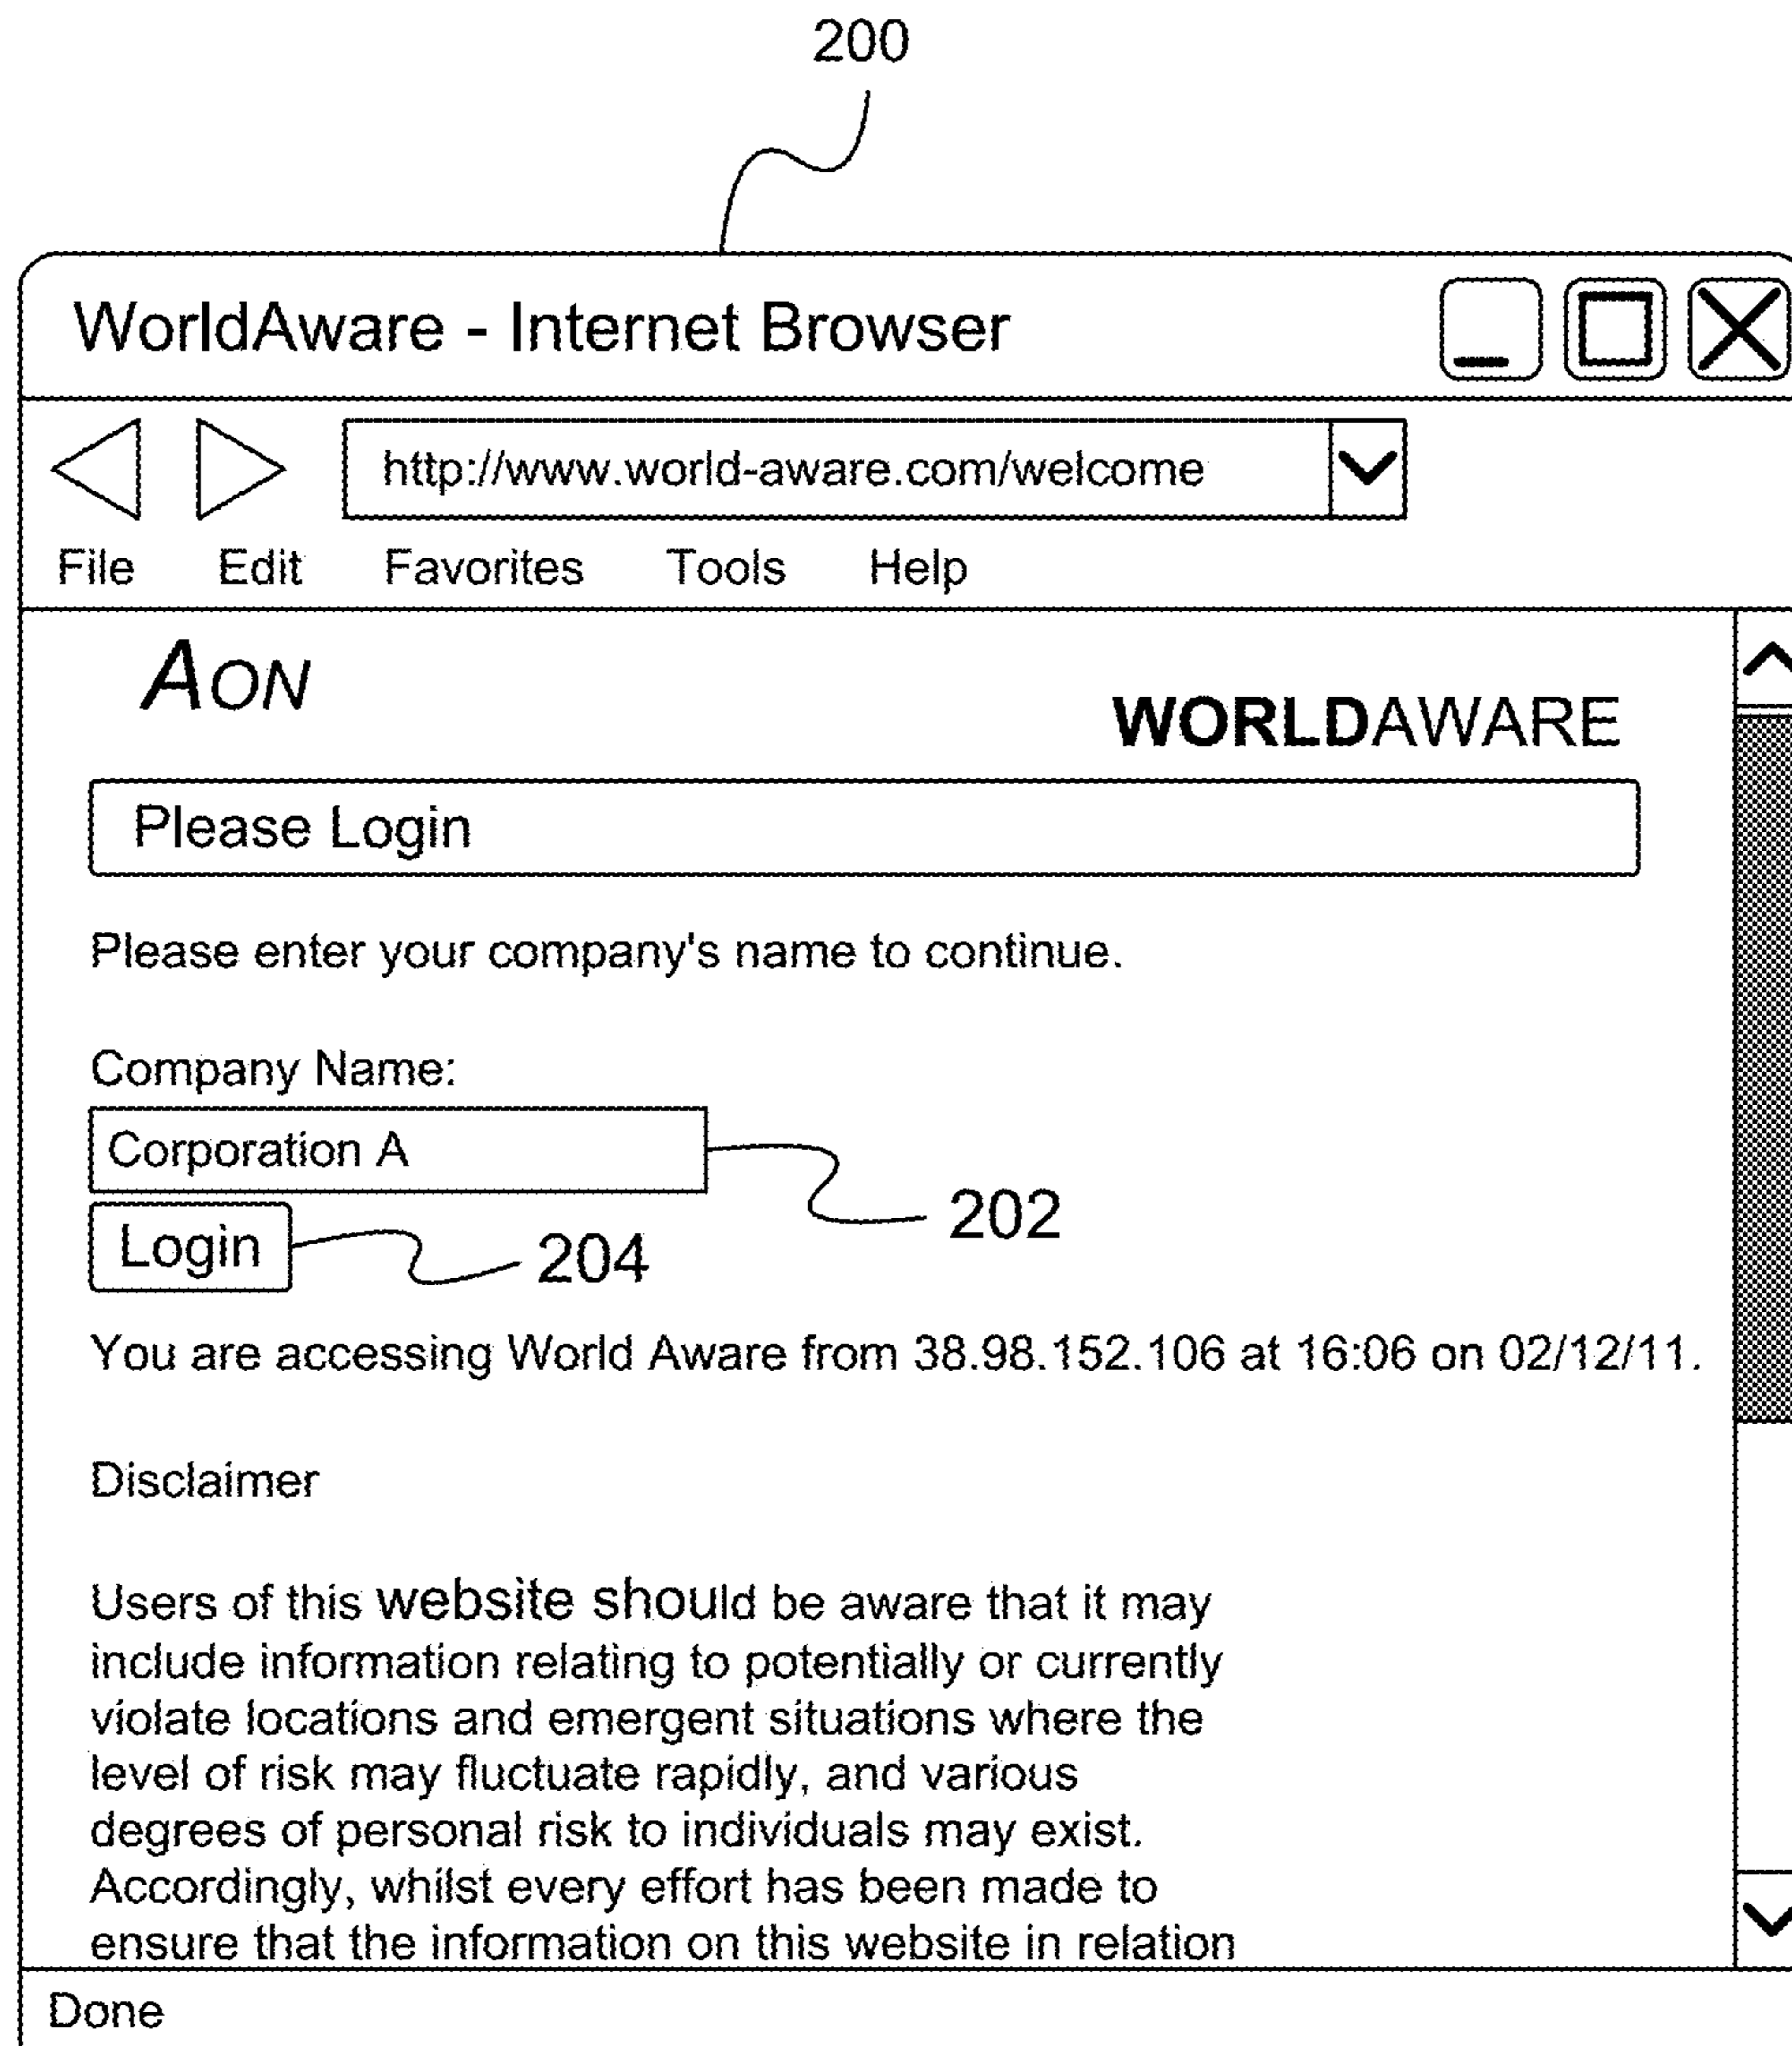 200
WorldAware - Internet Browser
http://www.world-aware.com/welcome
File Edit Favorites Tools Help
AON
WORLDAWARE
Please Login
Please enter your company's name to continue.
Company Name:
Corporation A
202
Login
204
You are accessing World Aware from 38.98.152.106 at 16:06 on 02/12/11.
Disclaimer
Users of this website should be aware that it may
include information relating to potentially or currently
violate locations and emergent situations where the
level of risk may fluctuate rapidly, and various
degrees of personal risk to individuals may exist.
Accordingly, whilst every effort has been made to
ensure that the information on this website in relation
Done